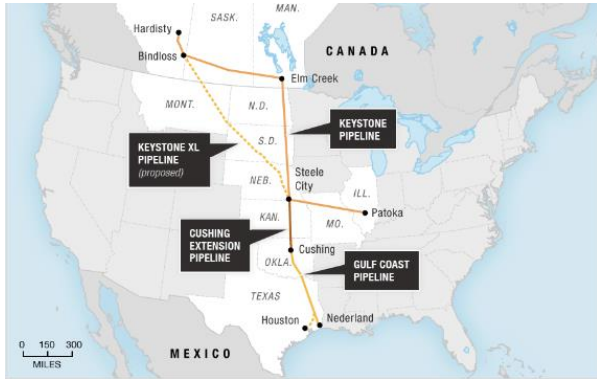 SASK.
MAN.
Hardisty
Bindloss
CANADA
Elm Creek
MONT.
N.D.
KEYSTONE
PIPELINE
KEYSTONE XL
PIPELINE
(proposed)
S.D.
Steele
City
NEB.
ILL.
Patoka
KAN.
MO.
CUSHING
EXTENSION
PIPELINE
Cushing
OKLA.
GULF COAST
PIPELINE
TEXAS
Houston
Nederland
0 150 300
MILES
MEXICO